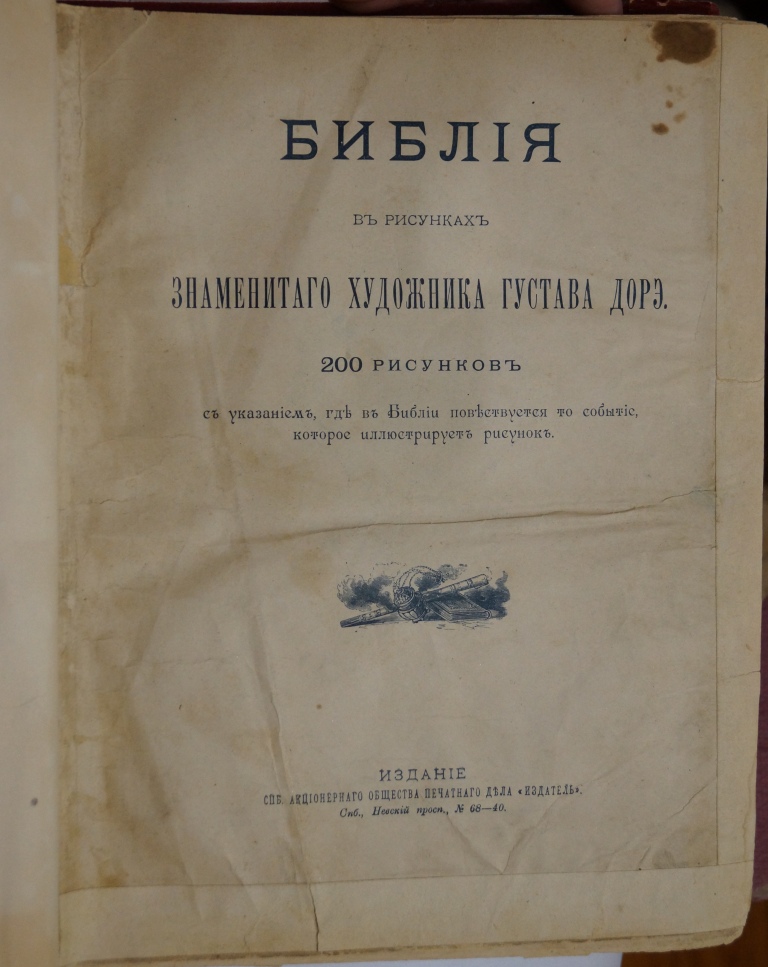 БИБЛІЯ
ВЪ РИСУНКАХЪ
ЗНАМЕНИТАГО ХУДОЖНИКА ГУСТАВА ДОРЭ.
200 РИСУНКОВЪ
съ указаніемъ, гдѣ въ Библіи повѣствуется то событіе,
которое иллюстрируетъ рисунокъ.
ИЗДАНІЕ
СПБ. АКЦІОНЕРНАГО ОБЩЕСТВА ПЕЧАТНАГО ДѢЛА «ИЗДАТЕЛЬ».
Спб., Невскій просп., № 68—40.